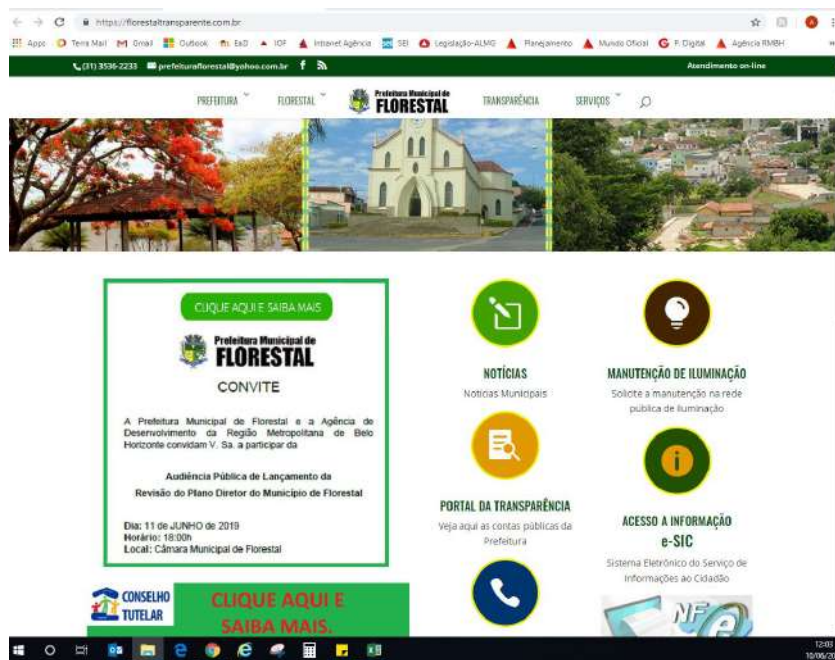 https://florestaltransparente.com.br
Apps Terra Mail Gmail Outlook EaD IOF Intranet Agência SEI Legislação-ALMG Planejamento Mundo Oficial P. Digital Agência RMBH
(31) 3536-2233 prefeituraflorestal@yahoo.com.br Atendimento on-line
PREFEITURA FLORESTAL Prefeitura Municipal de FLORESTAL TRANSPARÊNCIA SERVIÇOS
CLIQUE AQUI E SAIBA MAIS
Prefeitura Municipal de
FLORESTAL
CONVITE
A Prefeitura Municipal de Florestal e a Agência de
Desenvolvimento da Região Metropolitana de Belo
Horizonte convidam V. Sa. a participar da
Audiência Pública de Lançamento da
Revisão do Plano Diretor do Município de Florestal
Dia: 11 de JUNHO de 2019
Horário: 18:00h
Local: Câmara Municipal de Florestal
CONSELHO
TUTELAR
CLIQUE AQUI E
SAIBA MAIS.
NOTÍCIAS
Noticias Municipais
PORTAL DA TRANSPARÊNCIA
Veja aqui as contas públicas da
Prefeitura
MANUTENÇÃO DE ILUMINAÇÃO
Solicite a manutenção na rede
pública de iluminação
ACESSO A INFORMAÇÃO
e-SIC
Sistema Eletrônico do Serviço de
Informações ao Cidadão
NF e
12:03